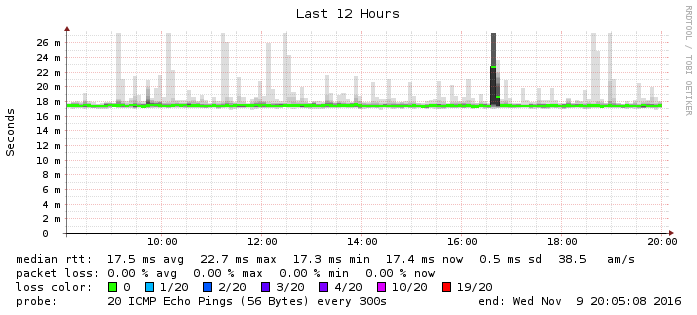 Last 12 Hours
RRDTOOL / TOBI OETIKER
Seconds
26 m
24 m
22 m
20 m
18 m
16 m
14 m
12 m
10 m
8 m
6 m
4 m
2 m
0
10:00 12:00 14:00 16:00 18:00 20:00
median rtt: 17.5 ms avg 22.7 ms max 17.3 ms min 17.4 ms now 0.5 ms sd 38.5 am/s
packet loss: 0.00 % avg 0.00 % max 0.00 % min 0.00 % now
loss color: 0 1/20 2/20 3/20 4/20 10/20 19/20
probe: 20 ICMP Echo Pings (56 Bytes) every 300s end: Wed Nov 9 20:05:08 2016